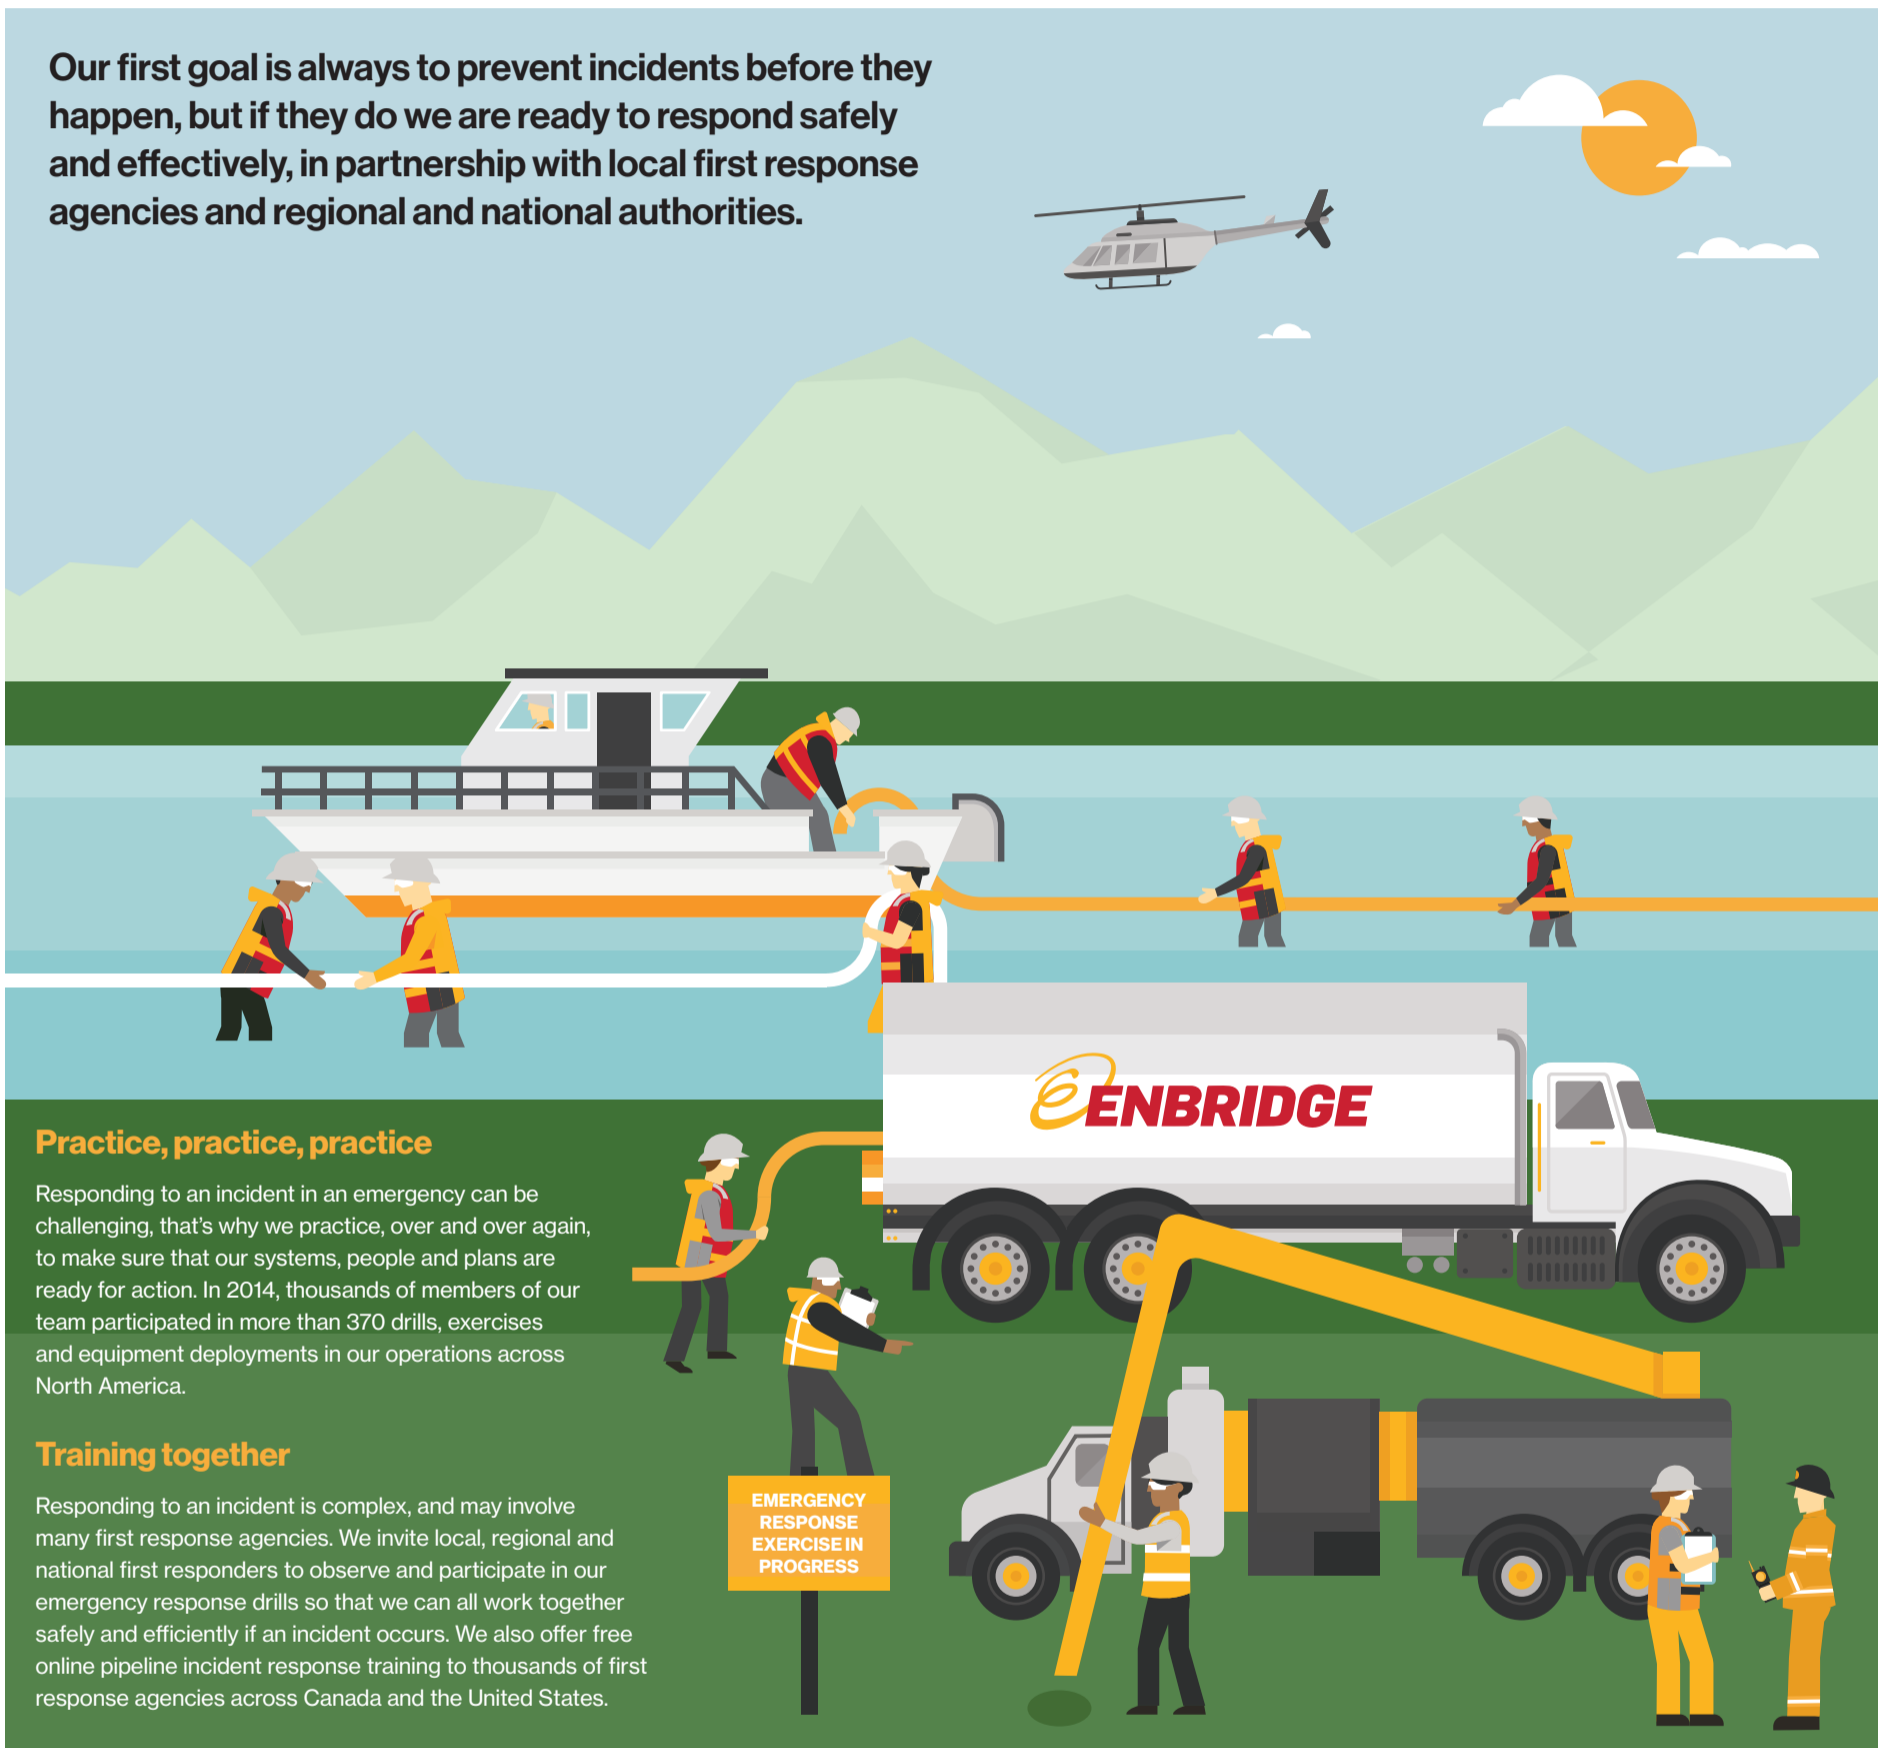 Our first goal is always to prevent incidents before they
happen, but if they do we are ready to respond safely
and effectively, in partnership with local first response
agencies and regional and national authorities.
ENBRIDGE
Practice, practice, practice
Responding to an incident in an emergency can be
challenging, that’s why we practice, over and over again,
to make sure that our systems, people and plans are
ready for action. In 2014, thousands of members of our
team participated in more than 370 drills, exercises
and equipment deployments in our operations across
North America.
Training together
Responding to an incident is complex, and may involve
many first response agencies. We invite local, regional and
national first responders to observe and participate in our
emergency response drills so that we can all work together
safely and efficiently if an incident occurs. We also offer free
online pipeline incident response training to thousands of first
response agencies across Canada and the United States.
EMERGENCY
RESPONSE
EXERCISE IN
PROGRESS